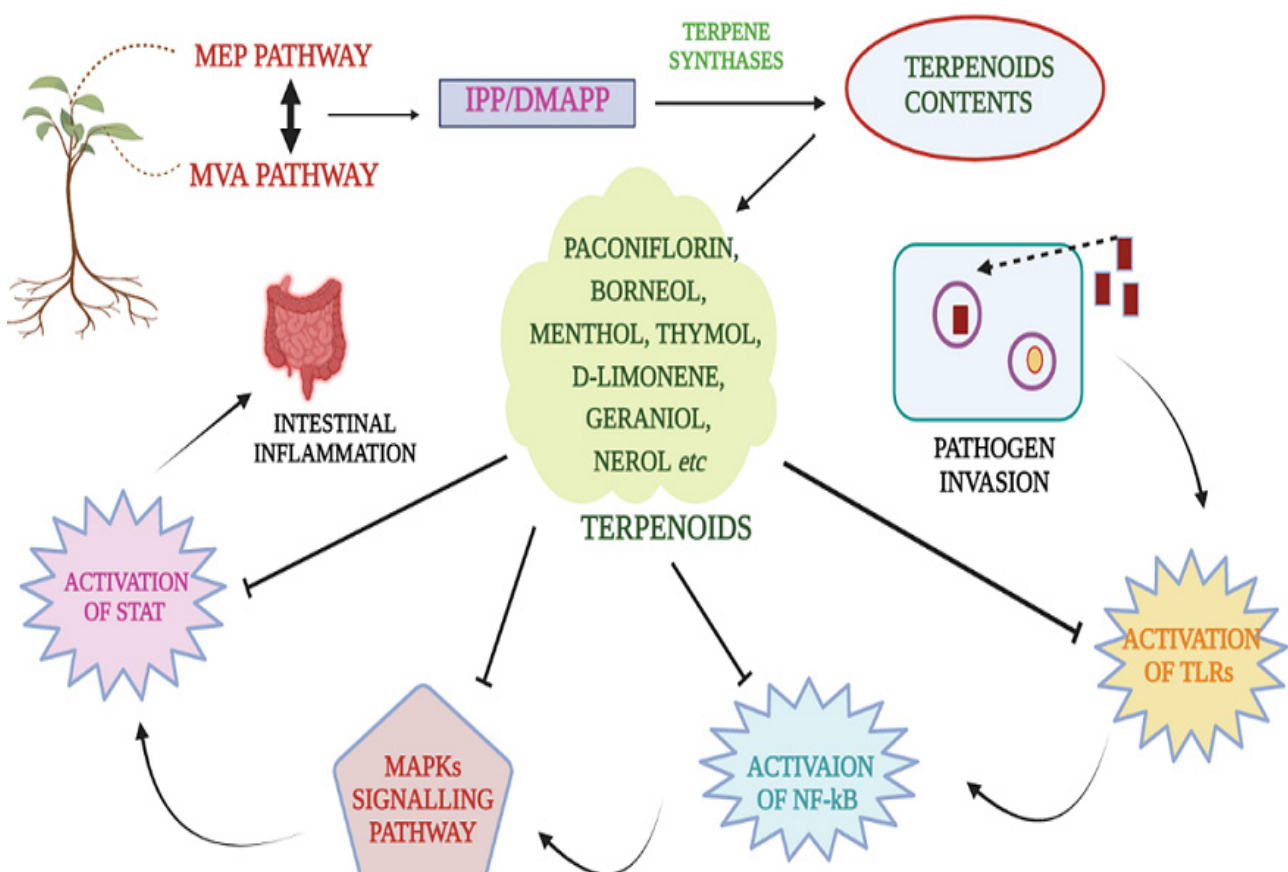 MEP PATHWAY
MVA PATHWAY
IPP/DMAPP
TERPENE
SYNTHASES
TERPENOIDS
CONTENTS
PACONIFLORIN,
BORNEOL,
MENTHOL, THYMOL,
D-LIMONENE,
GERANIOL,
NEROL etc
TERPENOIDS
INTESTINAL
INFLAMMATION
PATHOGEN
INVASION
ACTIVATION
OF STAT
MAPKs
SIGNALLING
PATHWAY
ACTIVAION
OF NF-kB
ACTIVATION
OF TLRs